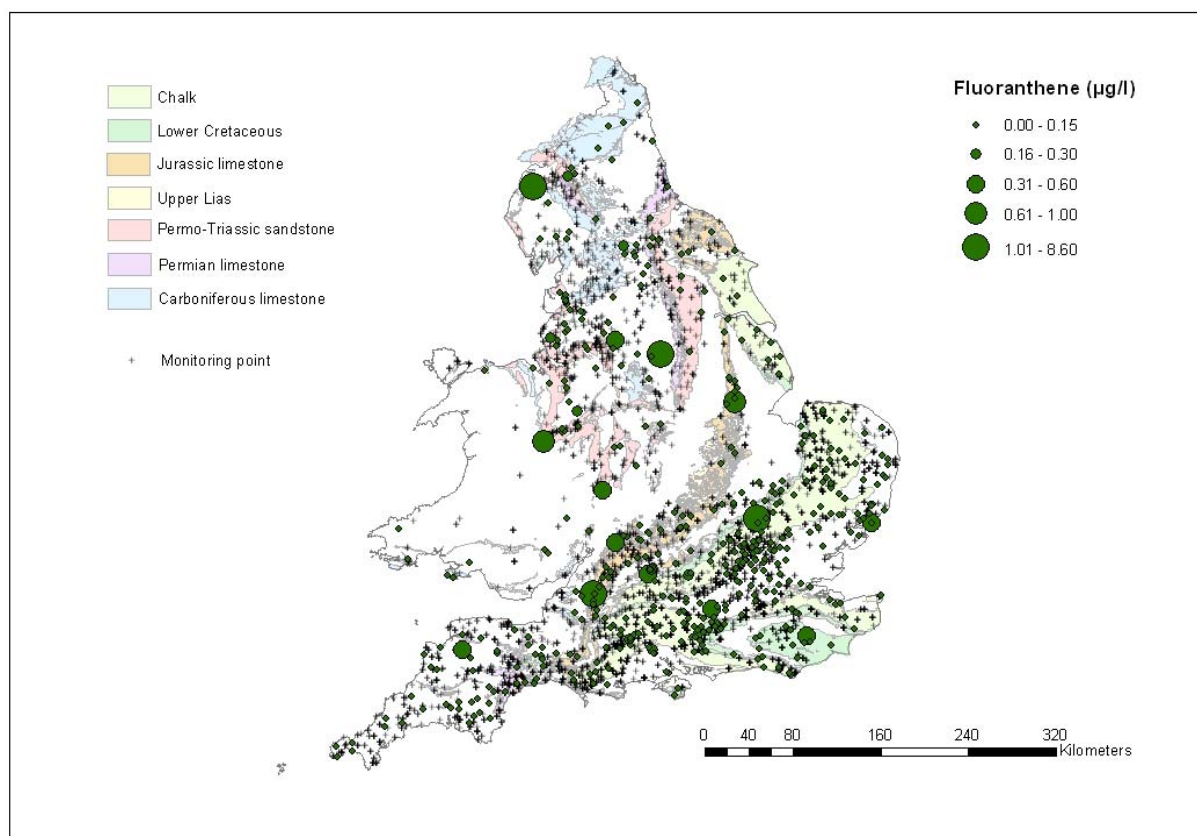 Chalk
Lower Cretaceous
Jurassic limestone
Upper Lias
Permo-Triassic sandstone
Permian limestone
Carboniferous limestone
Monitoring point
Fluoranthene (µg/l)
0.00 - 0.15
0.16 - 0.30
0.31 - 0.60
0.61 - 1.00
1.01 - 8.60
0 40 80 160 240 320
Kilometers